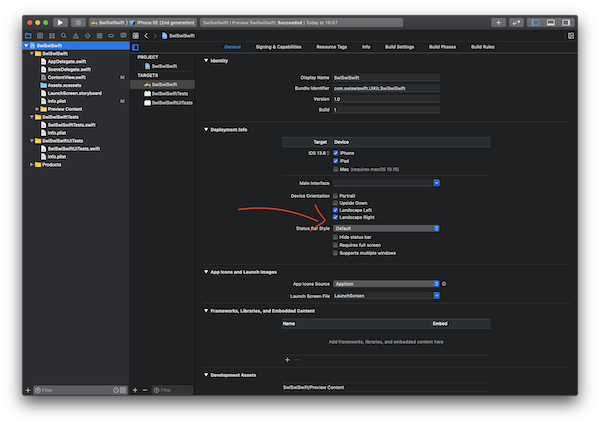 SwiSwiSwift
iPhone SE (2nd generation)
SwiSwiSwift | Preview SwiSwiSwift: Succeeded | Today at 16:07
SwiSwiSwift
SwiSwiSwift
General
Signing & Capabilities
Resource Tags
Info
Build Settings
Build Phases
Build Rules
SwiSwiSwift
AppDelegate.swift
SceneDelegate.swift
ContentView.swift M
Assets.xcassets
LaunchScreen.storyboard
Info.plist M
Preview Content
SwiSwiSwiftTests
SwiSwiSwiftTests.swift
Info.plist
SwiSwiSwiftUITests
SwiSwiSwiftUITests.swift
Info.plist
Products
Filter
PROJECT
SwiSwiSwift
TARGETS
SwiSwiSwift
SwiSwiSwiftTests
SwiSwiSwiftUITests
Filter
Identity
Display Name SwiSwiSwift
Bundle Identifier com.swiswiswift.UIKit.SwiSwiSwift
Version 1.0
Build 1
Deployment Info
Target Device
iOS 13.6 iPhone
iPad
Mac (requires macOS 10.15)
Main Interface
Device Orientation Portrait
Upside Down
Landscape Left
Landscape Right
Status Bar Style Default
Hide status bar
Requires full screen
Supports multiple windows
App Icons and Launch Images
App Icons Source AppIcon
Launch Screen File LaunchScreen
Frameworks, Libraries, and Embedded Content
Name Embed
Add frameworks, libraries, and embedded content here
Development Assets
SwiSwiSwift/Preview Content